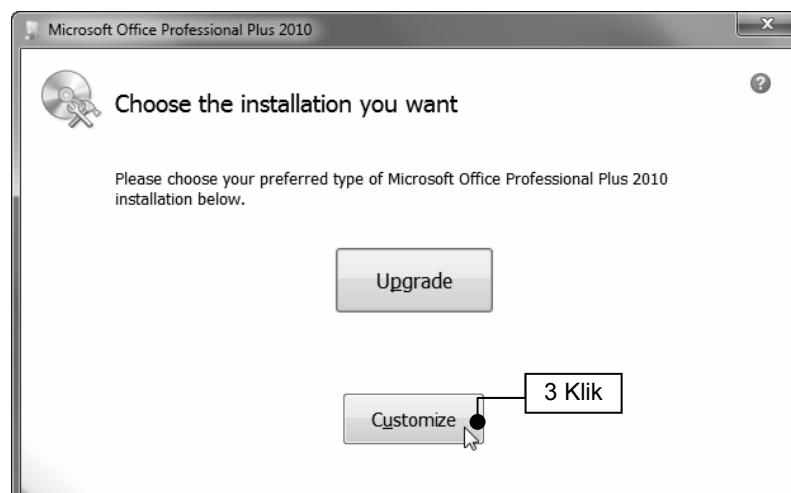 Microsoft Office Professional Plus 2010
Choose the installation you want
Please choose your preferred type of Microsoft Office Professional Plus 2010
installation below.
Upgrade
3 Klik
Customize